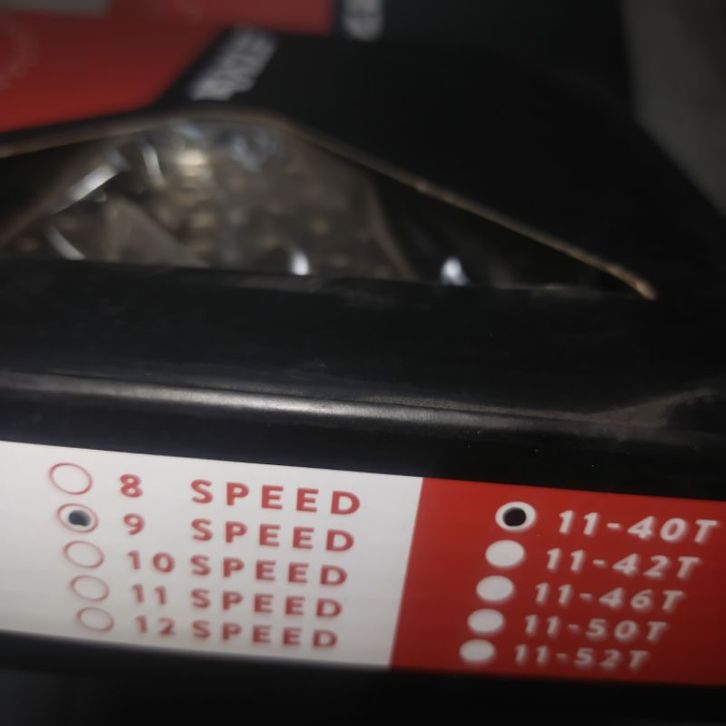 8 SPEED
9 SPEED
10 SPEED
11 SPEED
12 SPEED
11-40T
11-42T
11-46T
11-50T
11-52T